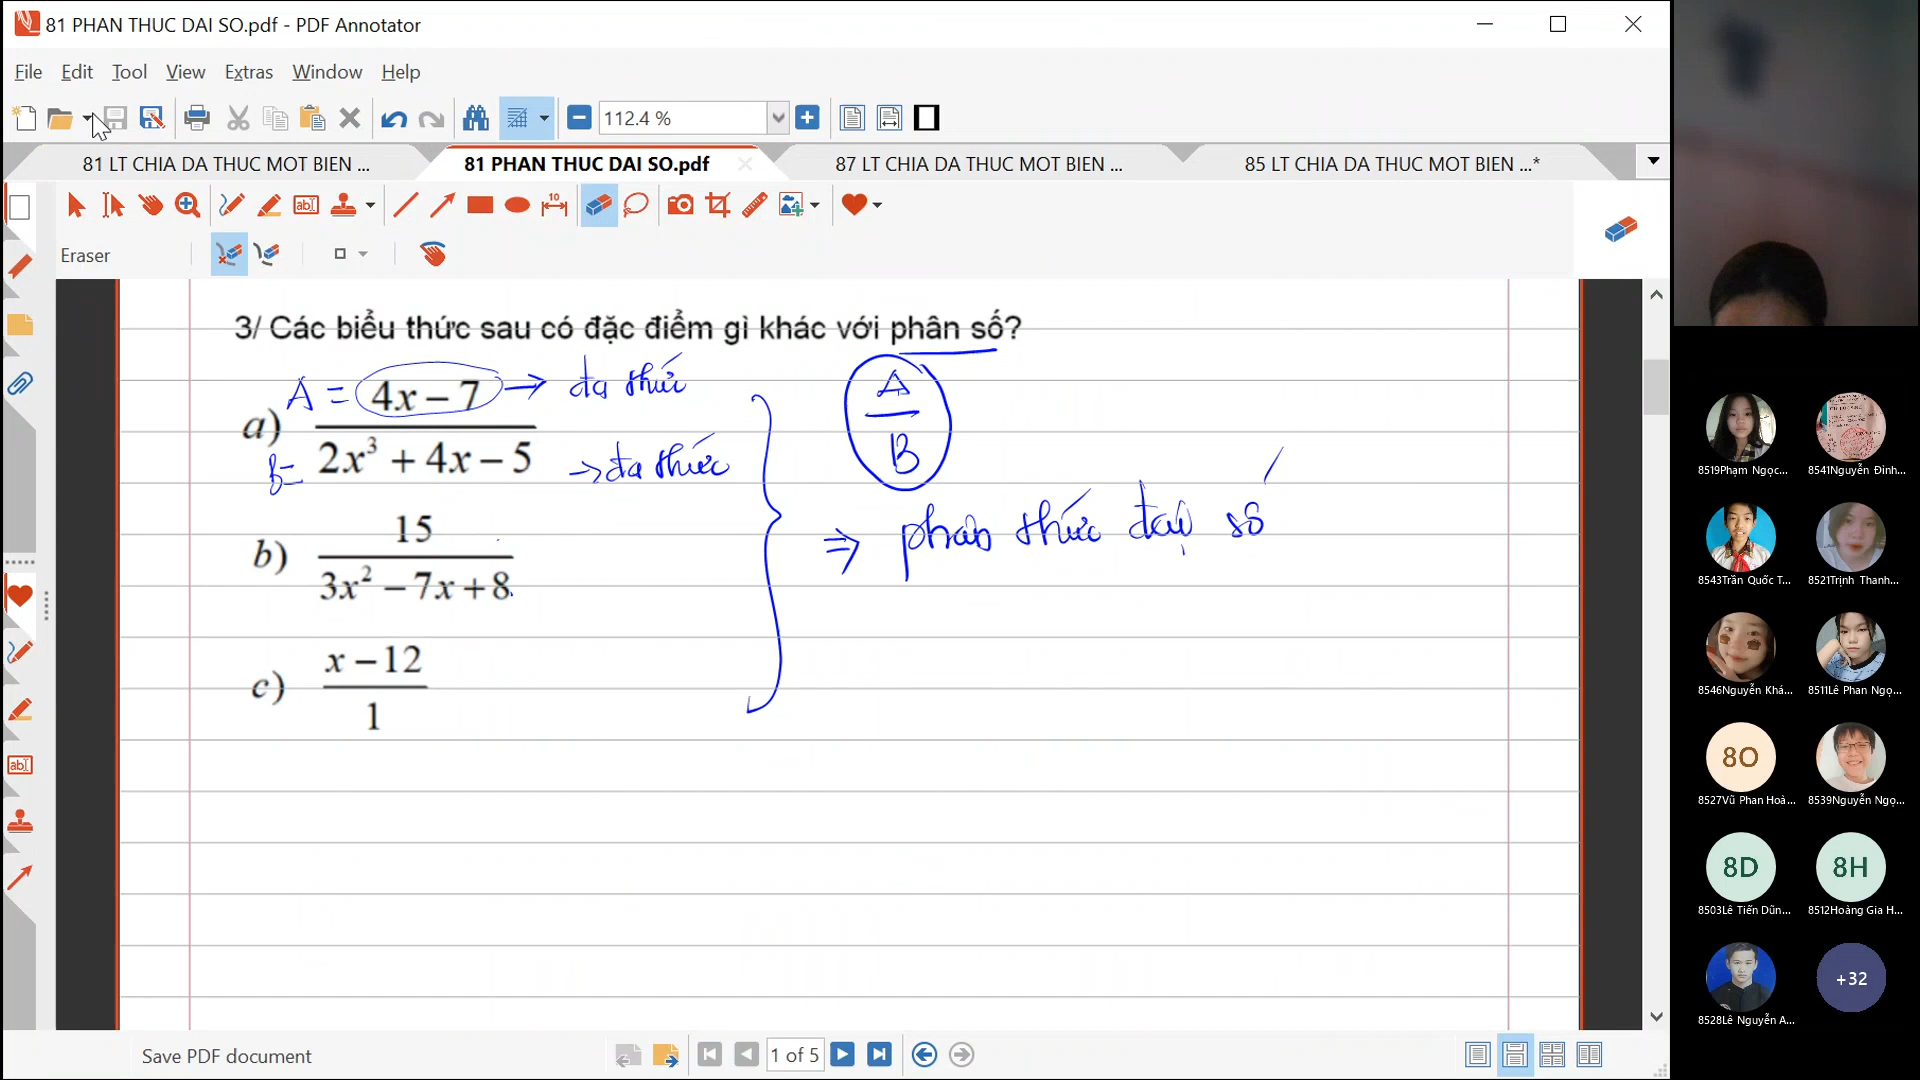 81 PHAN THUC DAI SO.pdf - PDF Annotator
File Edit Tool View Extras Window Help
112.4 %
81 LT CHIA DA THUC MOT BIEN ...
81 PHAN THUC DAI SO.pdf
87 LT CHIA DA THUC MOT BIEN ...
85 LT CHIA DA THUC MOT BIEN ...*
Eraser
3/ Các biểu thức sau có đặc điểm gì khác với phân số?
A = 4x – 7 → đa thức
a)
B= 2x³ + 4x – 5 → đa thức
A
B
⇒ phân thức đại số
15
b)
3x² – 7x + 8
x – 12
c)
1
8519Phạm Ngọc...
8541Nguyễn Đình...
8543Trần Quốc T...
8521Trịnh Thanh...
8546Nguyễn Khá...
8511Lê Phan Ngọ...
8O
8527Vũ Phan Hoà...
8539Nguyễn Ngọ...
8D
8H
8503Lê Tiến Dũn...
8512Hoàng Gia H...
8528Lê Nguyễn A...
+32
Save PDF document
1 of 5